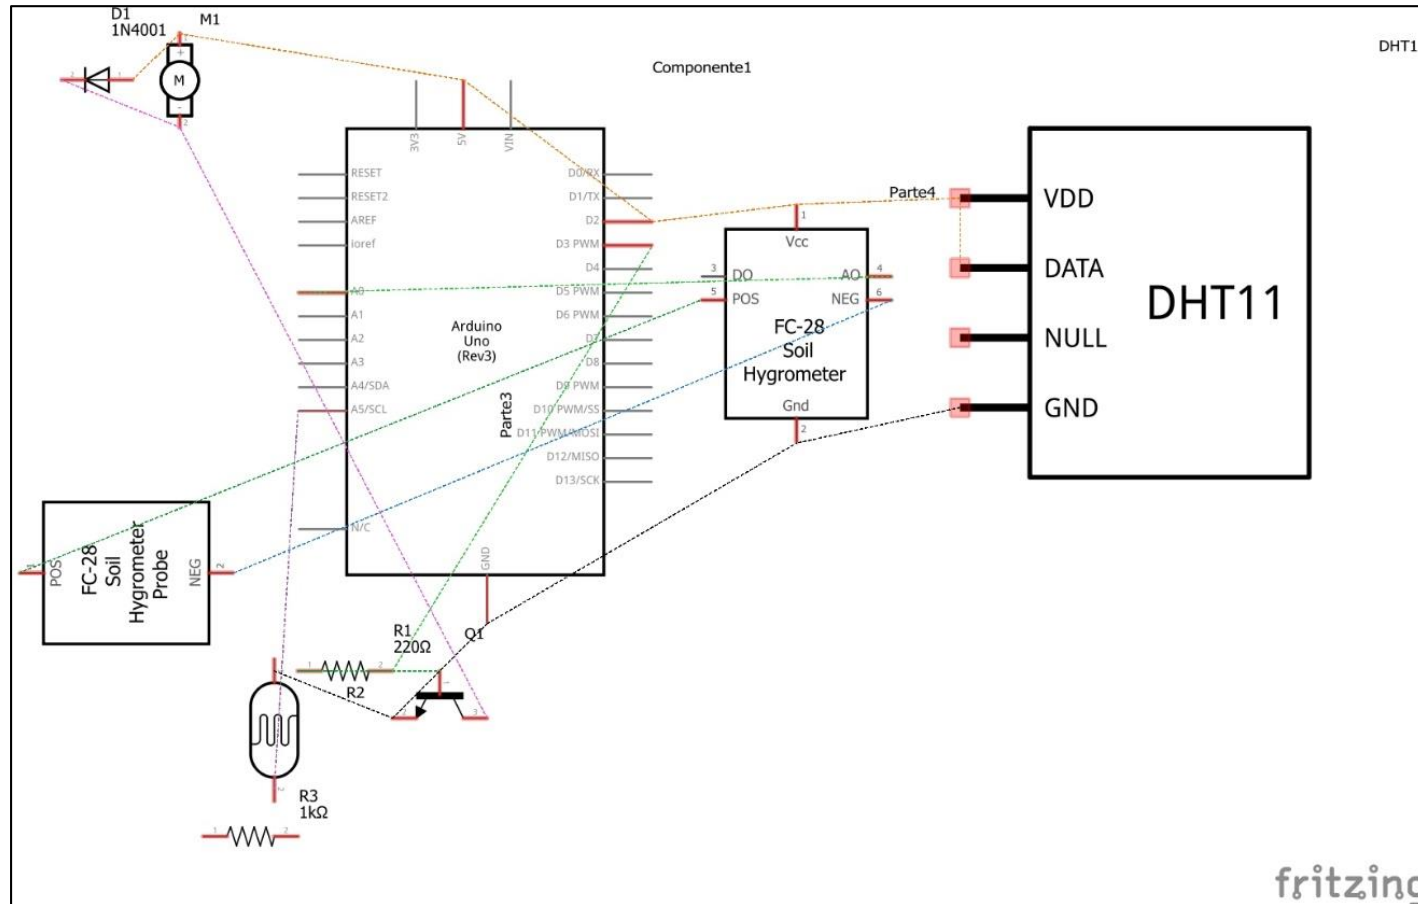 D1
1N4001
M1
DHT1
Componente1
M
+
-
3V3
5V
VIN
RESET
RESET2
AREF
ioref
A0
A1
A2
A3
A4/SDA
A5/SCL
N/C
D0/RX
D1/TX
D2
D3 PWM
D4
D5 PWM
D6 PWM
D7
D8
D9 PWM
D10 PWM/SS
D11 PWM/MOSI
D12/MISO
D13/SCK
GND
Arduino
Uno
(Rev3)
Parte3
Parte4
1
Vcc
3
DO
AO
4
5
POS
NEG
6
FC-28
Soil
Hygrometer
Gnd
2
VDD
DATA
NULL
GND
DHT11
POS
FC-28
Soil
Hygrometer
Probe
NEG
2
R1
220Ω
Q1
1
2
R2
3
R3
1kΩ
1
2
fritzing